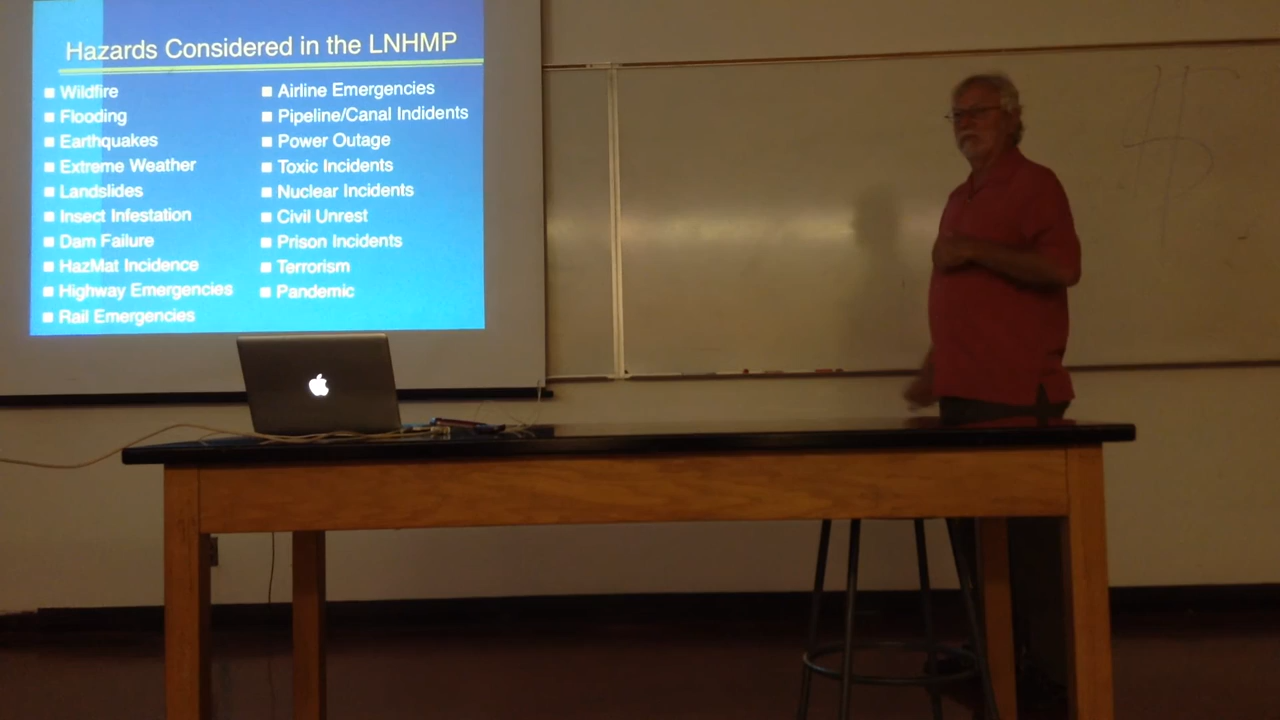 Hazards Considered in the LNHMP
Wildfire
Flooding
Earthquakes
Extreme Weather
Landslides
Insect Infestation
Dam Failure
HazMat Incidence
Highway Emergencies
Rail Emergencies
Airline Emergencies
Pipeline/Canal Indidents
Power Outage
Toxic Incidents
Nuclear Incidents
Civil Unrest
Prison Incidents
Terrorism
Pandemic